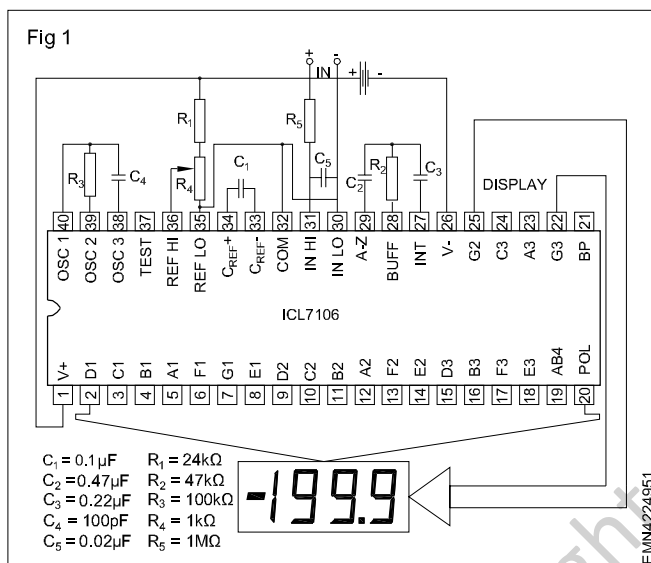 Fig 1
+ -
IN
+ -
R1
R5
R3
C4
R4
C1
C5
C2
R2
C3
DISPLAY
40 39 38 37 36 35 34 33 32 31 30 29 28 27 26 25 24 23 22 21
OSC 1 OSC 2 OSC 3 TEST REF HI REF LO CREF+ CREF- COM IN HI IN LO A-Z BUFF INT V- G2 C3 A3 G3 BP
ICL7106
V+ D1 C1 B1 A1 F1 G1 E1 D2 C2 B2 A2 F2 E2 D3 B3 F3 E3 AB4 POL
1 2 3 4 5 6 7 8 9 10 11 12 13 14 15 16 17 18 19 20
C1 = 0.1µF R1 = 24kΩ
C2 = 0.47µF R2 = 47kΩ
C3 = 0.22µF R3 = 100kΩ
C4 = 100pF R4 = 1kΩ
C5 = 0.02µF R5 = 1MΩ
-199.9
EMN4224951
right